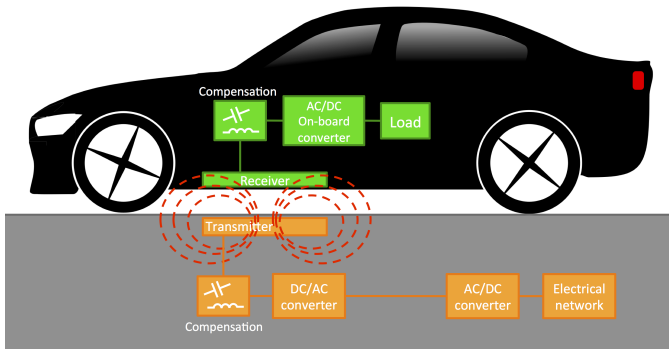 Compensation
AC/DC
On-board
converter
Load
Receiver
Transmitter
DC/AC
converter
AC/DC
converter
Electrical
network
Compensation